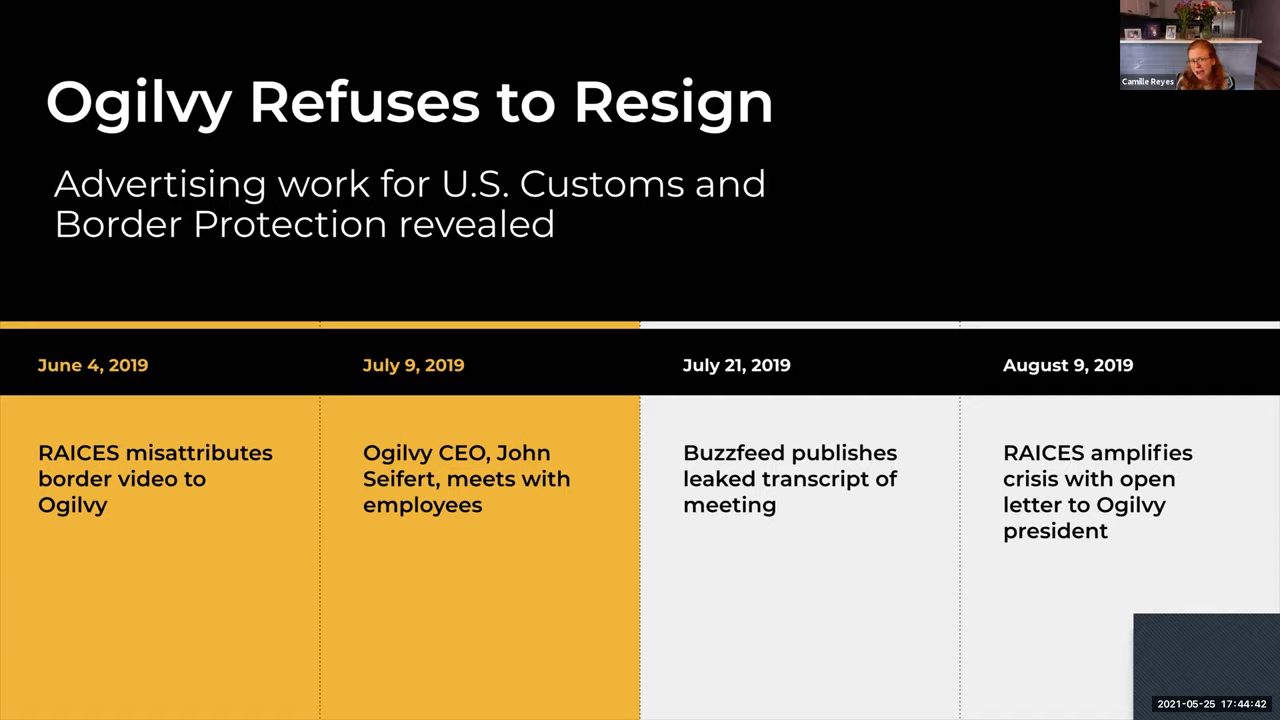 Ogilvy Refuses to Resign
Advertising work for U.S. Customs and
Border Protection revealed
Camille Reyes
June 4, 2019
July 9, 2019
July 21, 2019
August 9, 2019
RAICES misattributes
border video to
Ogilvy
Ogilvy CEO, John
Seifert, meets with
employees
Buzzfeed publishes
leaked transcript of
meeting
RAICES amplifies
crisis with open
letter to Ogilvy
president
2021-05-25 17:44:42